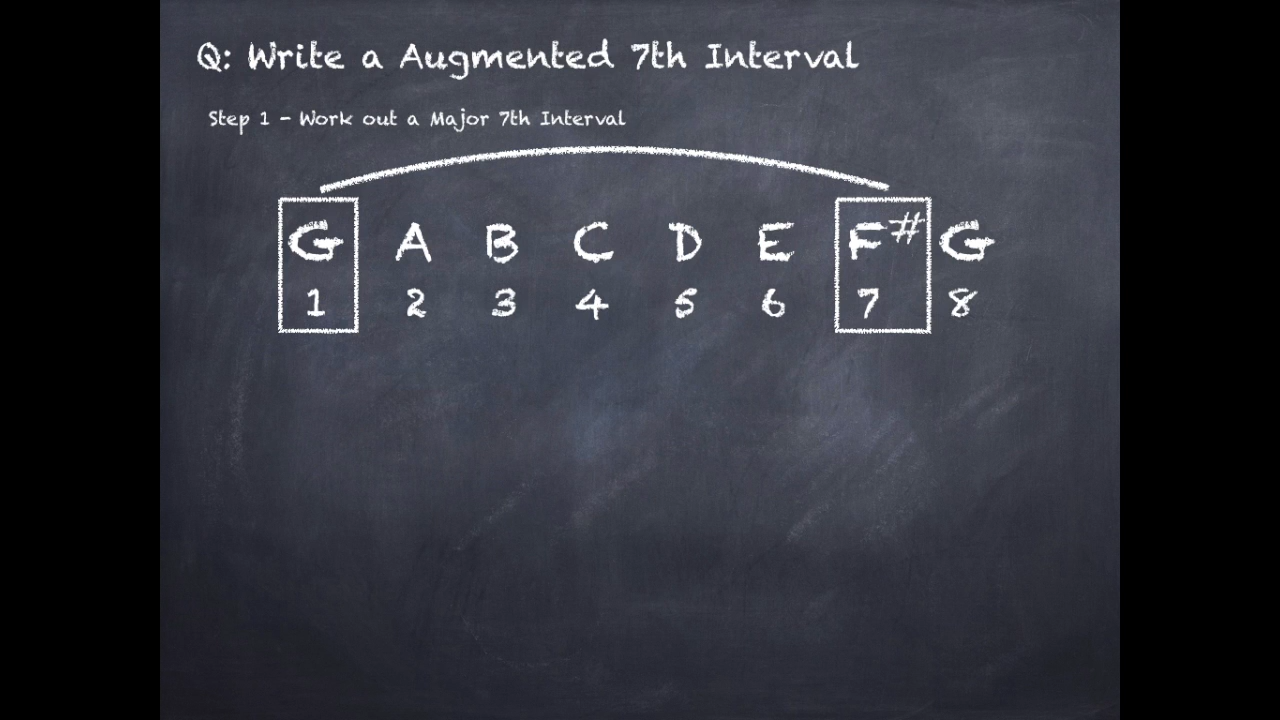 Q: Write a Augmented 7th Interval
Step 1 - Work out a Major 7th Interval
G A B C D E F# G
1 2 3 4 5 6 7 8